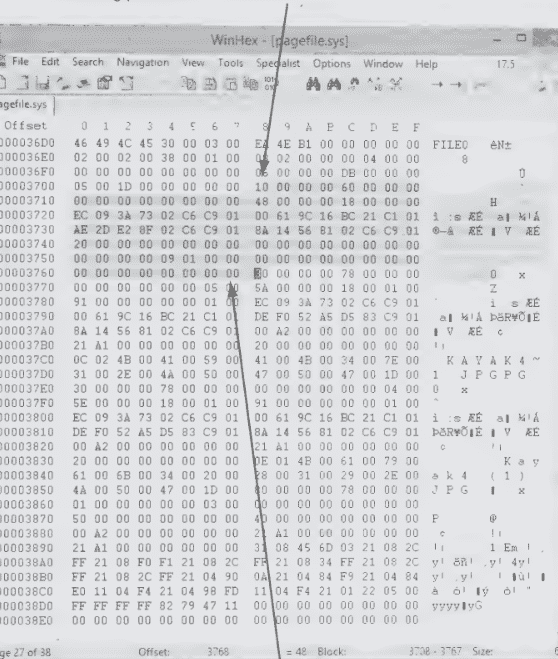 WinHex - [pagefile.sys]
File Edit Search Navigation View Tools Specialist Options Window Help 17.5
agefile.sys
Offset 0 1 2 3 4 5 6 7 8 9 A B C D E F
000036D0 46 49 4C 45 30 00 03 00 EA 4E B1 00 00 00 00 00 FILE0 êN±
000036E0 02 00 02 00 38 00 01 00 02 00 00 00 04 00 00 8
000036F0 00 00 00 00 00 00 00 00 00 00 00 DB 00 00 00 Û
00003700 05 00 1D 00 00 00 00 00 10 00 00 00 60 00 00 00
00003710 00 00 00 00 00 00 00 00 48 00 00 00 18 00 00 00 H
00003720 EC 09 3A 73 02 C6 C9 01 00 61 9C 16 BC 21 C1 01
00003730 AE 2D E2 8F 02 C6 C9 01 8A 14 56 81 02 C6 C9 01
00003740 20 00 00 00 00 00 00 00 00 00 00 00 00 00 00 00
00003750 00 00 00 00 09 01 00 00 00 00 00 00 00 00 00 00
00003760 00 00 00 00 00 00 00 00 00 00 00 78 00 00 00 0 x
00003770 00 00 00 00 00 00 05 00 5A 00 00 00 18 00 01 00 Z
00003780 91 00 00 00 00 00 01 00 EC 09 3A 73 02 C6 C9 01
00003790 00 61 9C 16 BC 21 C1 01 DE F0 52 A5 D5 83 C9 01
000037A0 8A 14 56 81 02 C6 C9 01 00 A2 00 00 00 00 00 00
000037B0 21 A1 00 00 00 00 00 00 20 00 00 00 00 00 00 00
000037C0 0C 02 4B 00 41 00 59 00 41 00 4B 00 34 00 7E 00 K A Y A K 4 ~
000037D0 31 00 2E 00 4A 00 50 00 47 00 50 00 47 00 1D 00 1 . J P G P G
000037E0 30 00 00 00 78 00 00 00 00 00 00 00 00 00 04 00 0 x
000037F0 5E 00 00 00 18 00 01 00 91 00 00 00 00 00 01 00
00003800 EC 09 3A 73 02 C6 C9 01 00 61 9C 16 BC 21 C1 01
00003810 DE F0 52 A5 D5 83 C9 01 8A 14 56 81 02 C6 C9 01
00003820 00 A2 00 00 00 00 00 00 21 A1 00 00 00 00 00 00
00003830 20 00 00 00 00 00 00 00 0E 01 4B 00 61 00 79 00 K a y
00003840 61 00 6B 00 34 00 20 00 28 00 31 00 29 00 2E 00 a k 4 ( 1 ) .
00003850 4A 00 50 00 47 00 1D 00 00 00 00 78 00 00 00 J P G x
00003860 01 00 00 00 00 00 03 00 00 00 00 00 00 00 00 00
00003870 50 00 00 00 00 00 00 00 40 00 00 00 00 00 00 00 P @
00003880 00 A2 00 00 00 00 00 00 21 A1 00 00 00 00 00 00
00003890 21 A1 00 00 00 00 00 00 31 08 45 6D 03 21 08 2C
000038A0 FF 21 08 F0 F1 21 08 2C FF 21 08 34 FF 21 08 2C
000038B0 FF 21 08 2C FF 21 04 90 0A 21 04 84 F9 21 04 84
000038C0 E0 11 04 F4 21 04 98 FD 11 04 F4 21 01 22 05 00
000038D0 FF FF FF FF 82 79 47 11 00 00 00 00 00 00 00 00 ÿÿÿÿ yG
000038E0 00 00 00 00 00 00 00 00 00 00 00 00 00 00 00 00
ge 27 of 38 Offset: 3768 = 48 Block: 3708 - 3767 Size: